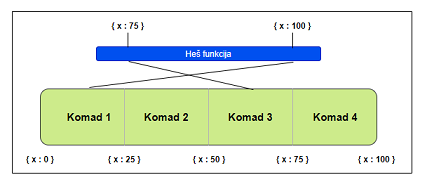 { x : 75 } { x : 100 }
Heš funkcija
Komad 1 Komad 2 Komad 3 Komad 4
{ x : 0 } { x : 25 } { x : 50 } { x : 75 } { x : 100 }